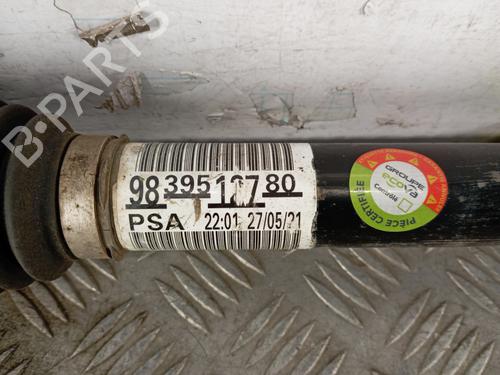 B-PARTS
98 395 127 80
PSA 22:01 27/05/21
GROUPE
ecova
Contrôlé
PIÈCE CERTIFIÉE